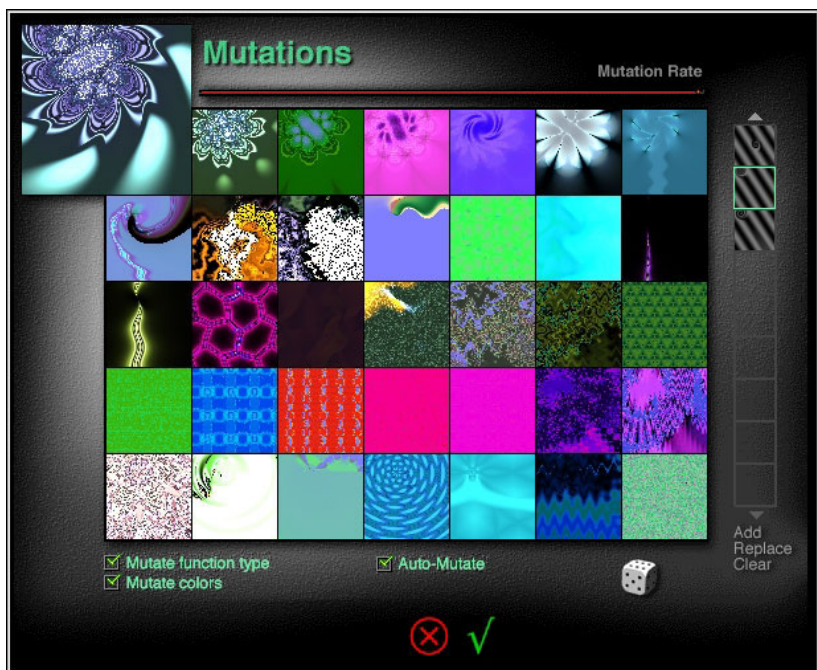 Mutations
Mutation Rate
Mutate function type
Mutate colors
Auto-Mutate
Add
Replace
Clear